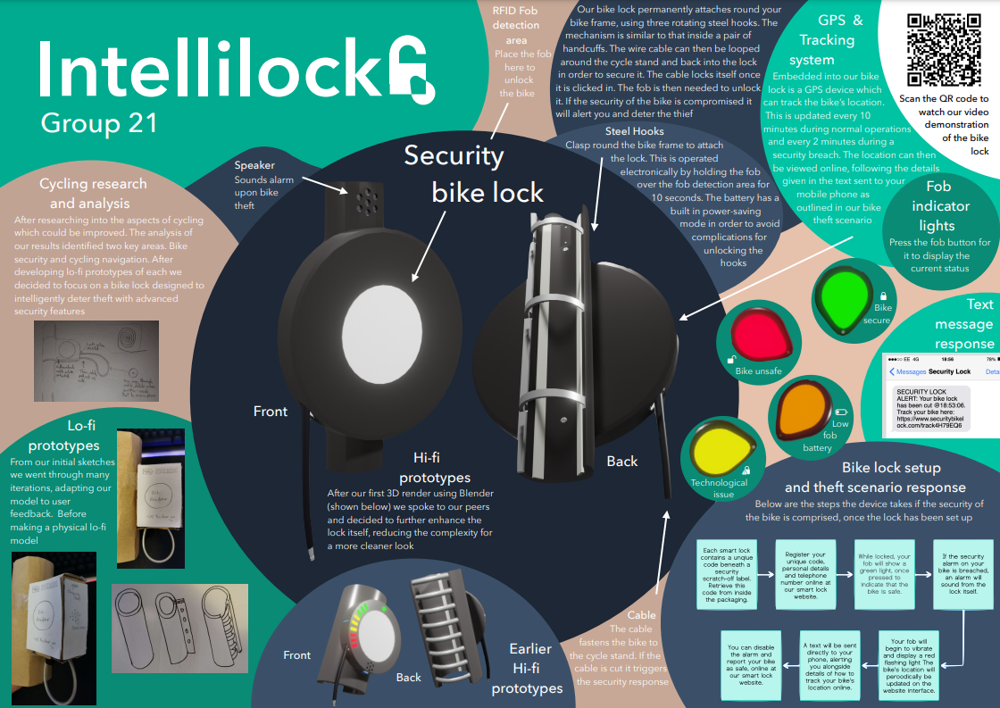 Intellilock
Group 21
RFID Fob
detection
area
Place the fob
here to
unlock
the bike
Our bike lock permanently attaches round your
bike frame, using three rotating steel hooks. The
mechanism is similar to that inside a pair of
handcuffs. The wire cable can then be looped
around the cycle stand and back into the lock
in order to secure it. The cable locks itself once
it is clicked in. The fob is then needed to unlock
it. If the security of the bike is compromised it
will alert you and deter the thief
GPS &
Tracking
system
Embedded into our bike
lock is a GPS device which
can track the bike's location.
This is updated every 10
minutes during normal operations
and every 2 minutes during a
security breach. The location can then
be viewed online, following the details
given in the text sent to your
mobile phone as
outlined in our bike
theft scenario
Scan the QR code to
watch our video
demonstration
of the bike
lock
Steel Hooks
Clasp round the bike frame to attach
the lock. This is operated
electronically by holding the fob
over the fob detection area for
10 seconds. The battery has a
built in power-saving
mode in order to avoid
complications for
unlocking the
hooks
Security
bike lock
Speaker
Sounds alarm
upon bike
theft
Cycling research
and analysis
After researching into the aspects of cycling
which could be improved. The analysis of
our results identified two key areas. Bike
security and cycling navigation. After
developing lo-fi prototypes of each we
decided to focus on a bike lock designed to
intelligently deter theft with advanced
security features
Fob
indicator
lights
Press the fob button for
it to display the
current status
Bike
secure
Bike unsafe
Low
fob
battery
Technological
issue
Text
message
response
EE 4G 18:56 78%
Messages Security Lock
SECURITY LOCK
ALERT: Your bike lock
has been cut @18:53:06.
Track your bike here:
https://www.securitybikel
ock.com/track4H79EQ6
Front
Back
Lo-fi
prototypes
From our initial sketches
we went through many
iterations, adapting our
model to user
feedback. Before
making a physical lo-fi
model
Hi-fi
prototypes
After our first 3D render using Blender
(shown below) we spoke to our peers
and decided to further enhance the
lock itself, reducing the complexity for
a more cleaner look
Front
Back
Earlier
Hi-fi
prototypes
Cable
The cable
fastens the bike to
the cycle stand. If the
cable is cut it triggers
the security response
Bike lock setup
and theft scenario response
Below are the steps the device takes if the security of
the bike is comprised, once the lock has been set up
Each smart lock
contains a unqiue
code beneath a
security
scratch-off label.
Retrieve this
code from inside
the packaging.
Register your
unique code,
personal details
and telephone
number online at
our smart lock
website.
While locked, your
fob will show a
green light, once
pressed to
indicate that the
bike is safe.
If the security
alarm on your
bike is breached,
an alarm will
sound from the
lock itself.
Your fob will
begin to vibrate
and display a red
flashing light The
bike's location will
peroodically be
updated on the
website interface.
A text will be sent
directly to your
phone, alerting
you alongside
details of how to
track your bike's
location online.
You can disable
the alarm and
report your bike
as safe, online at
our smart lock
website.